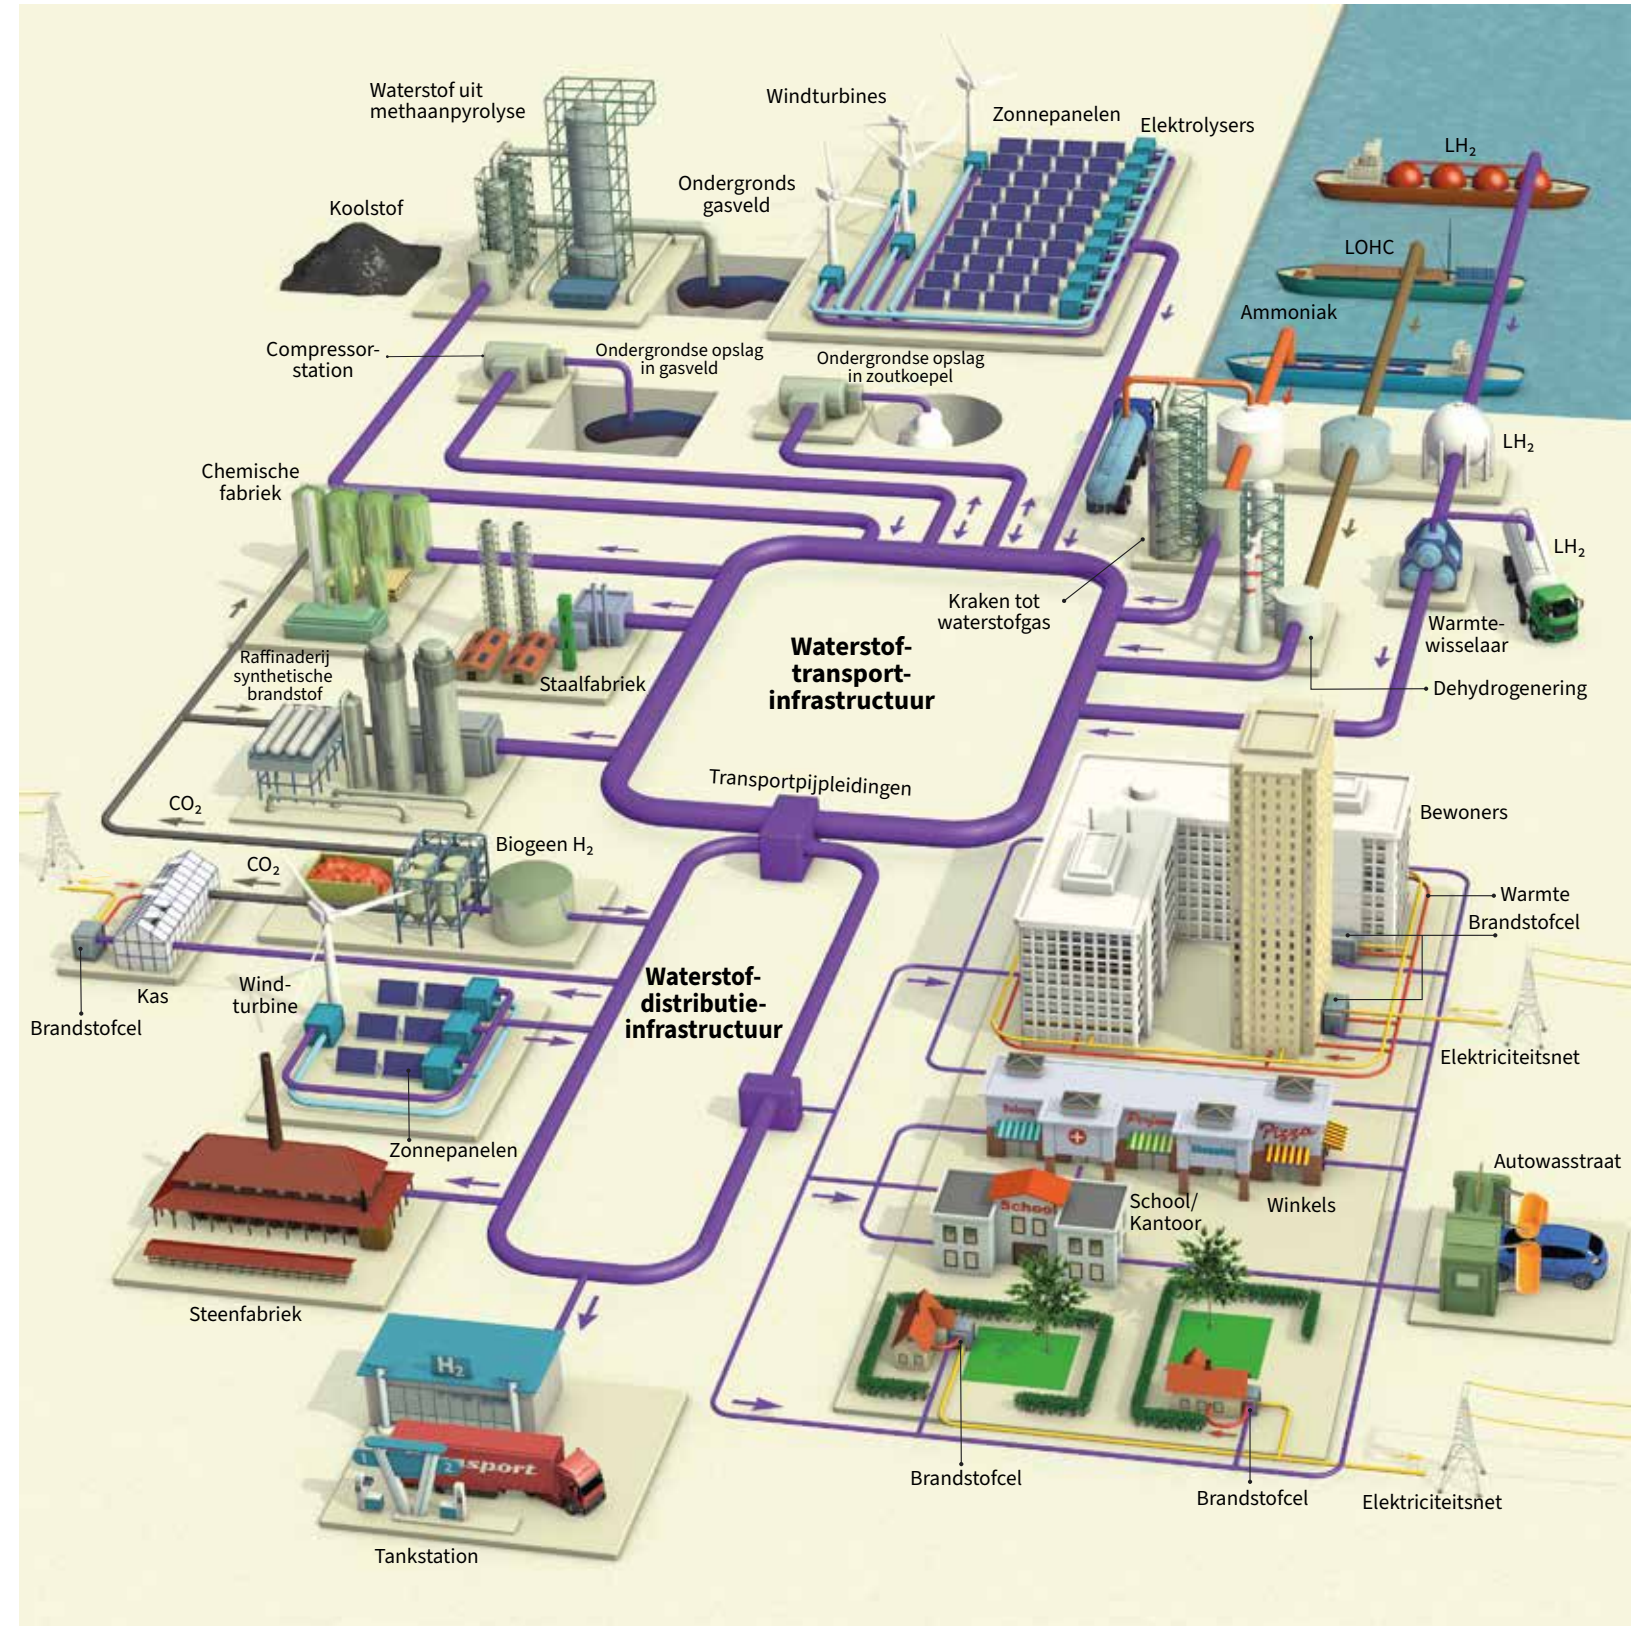 Waterstof uit
methaanpyrolyse
Windturbines
Zonnepanelen
Elektrolysers
LH₂
Ondergronds
gasveld
Koolstof
LOHC
Ammoniak
Compressor-
station
Ondergrondse opslag
in gasveld
Ondergrondse opslag
in zoutkoepel
LH₂
Chemische
fabriek
LH₂
Kraken tot
waterstofgas
Warmte-
wisselaar
Waterstof-
transport-
infrastructuur
Raffinaderij
synthetische
brandstof
Staalfabriek
Dehydrogenering
Transportpijpleidingen
CO₂
Bewoners
Biogeen H₂
CO₂
Warmte
Brandstofcel
Waterstof-
distributie-
infrastructuur
Kas
Wind-
turbine
Brandstofcel
Elektriciteitsnet
Zonnepanelen
Pizza
Autowasstraat
School/
Kantoor
Winkels
School
Steenfabriek
H₂
nsport
1
2
Brandstofcel
Brandstofcel
Elektriciteitsnet
Tankstation